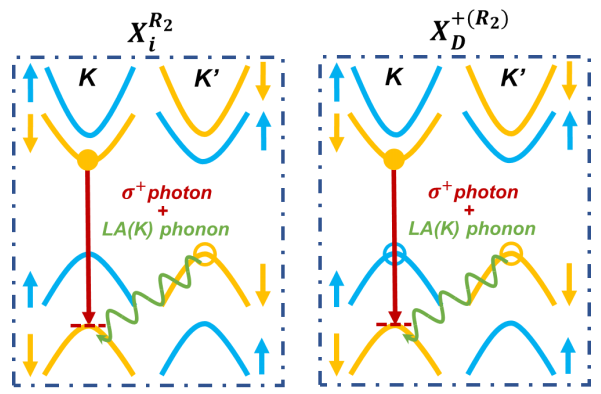 X_i^{R_2}
K K'
σ⁺ photon
+
LA(K) phonon
X_D^{+(R_2)}
K K'
σ⁺ photon
+
LA(K) phonon